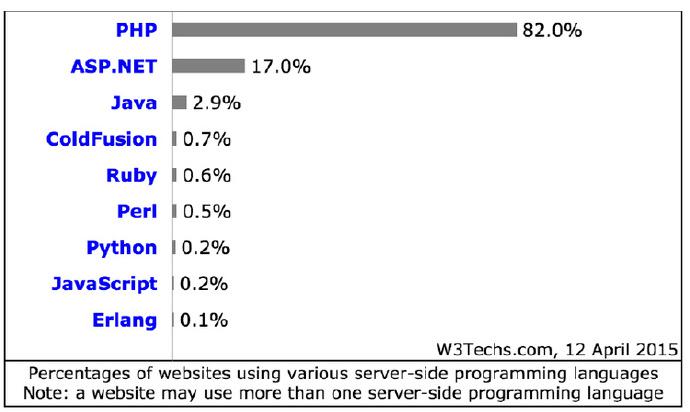 PHP 82.0%
ASP.NET 17.0%
Java 2.9%
ColdFusion 0.7%
Ruby 0.6%
Perl 0.5%
Python 0.2%
JavaScript 0.2%
Erlang 0.1%
W3Techs.com, 12 April 2015
Percentages of websites using various server-side programming languages
Note: a website may use more than one server-side programming language